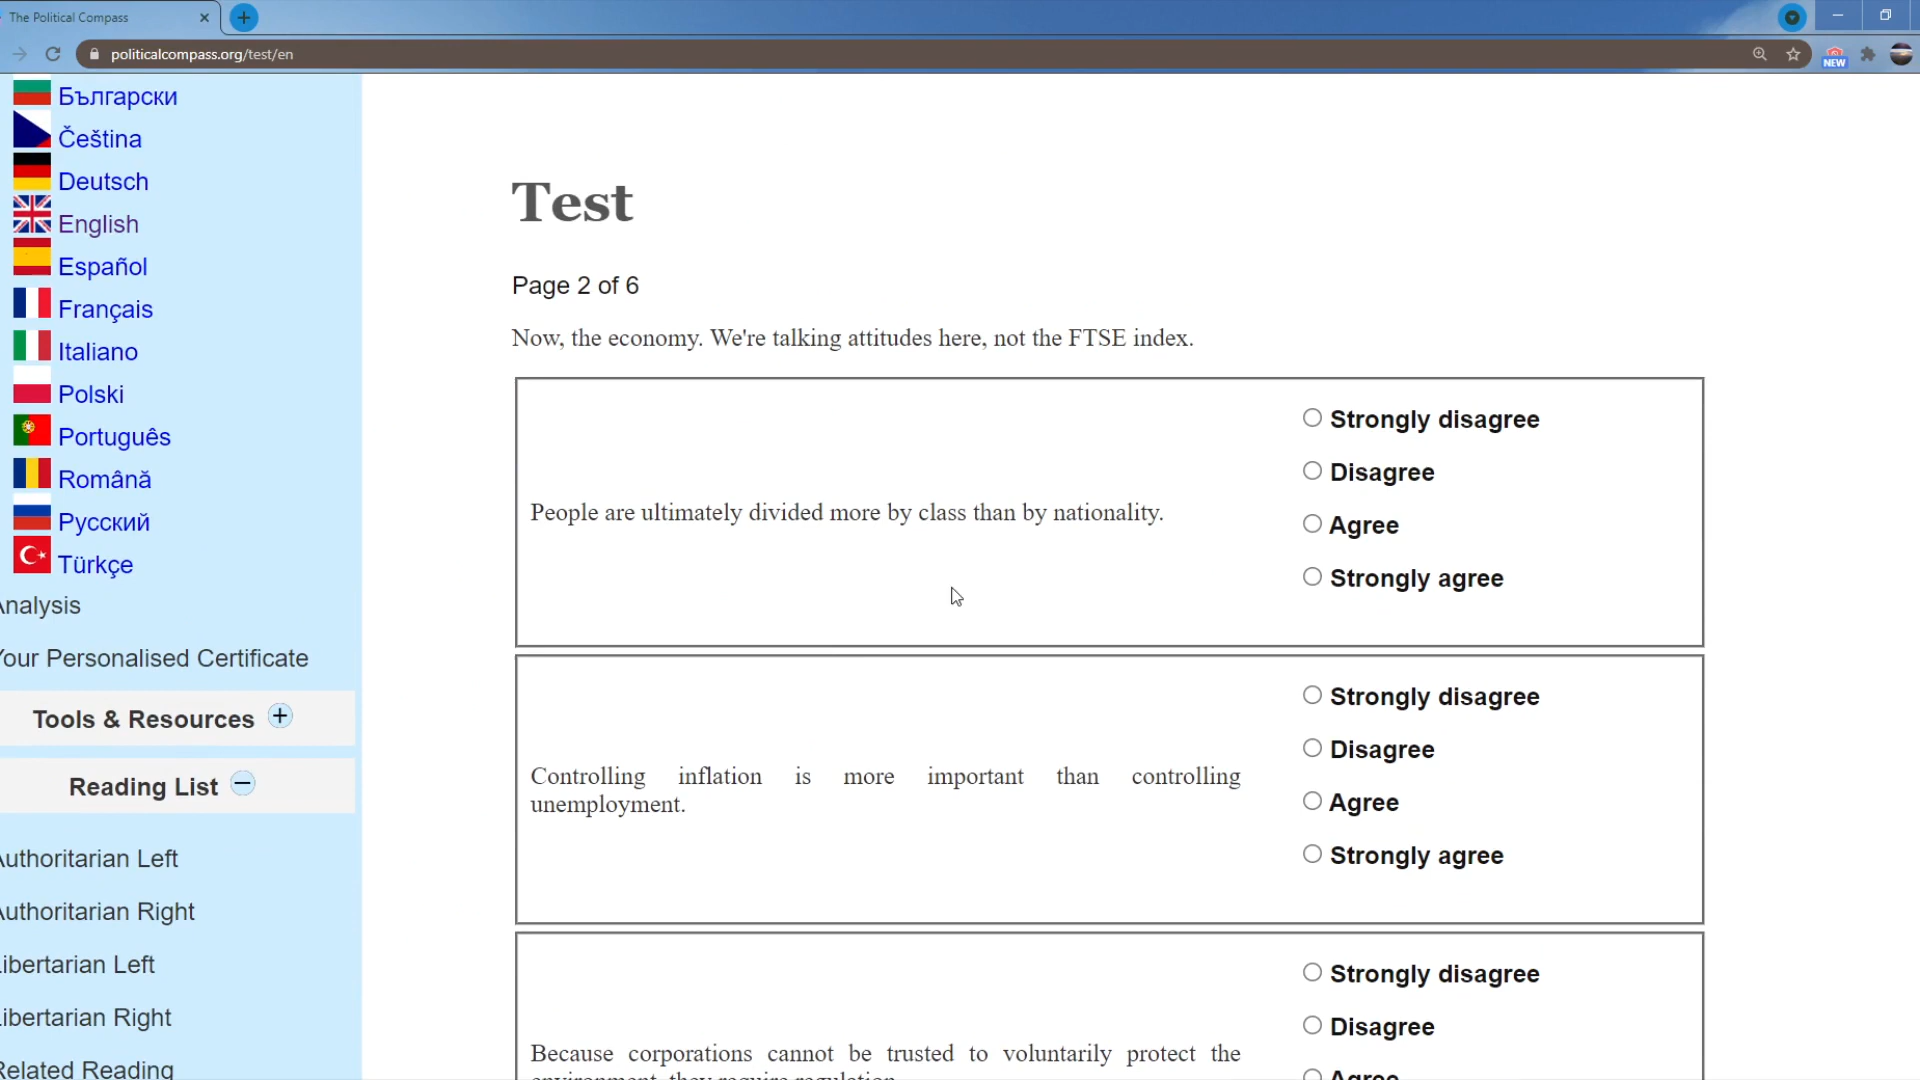 The Political Compass
politicalcompass.org/test/en
NEW
Български
Čeština
Deutsch
English
Español
Français
Italiano
Polski
Português
Română
Русский
Türkçe
nalysis
our Personalised Certificate
Tools & Resources
Reading List
uthoritarian Left
uthoritarian Right
ibertarian Left
ibertarian Right
Related Reading
Test
Page 2 of 6
Now, the economy. We're talking attitudes here, not the FTSE index.
People are ultimately divided more by class than by nationality.
Strongly disagree
Disagree
Agree
Strongly agree
Controlling inflation is more important than controlling
unemployment.
Strongly disagree
Disagree
Agree
Strongly agree
Because corporations cannot be trusted to voluntarily protect the
environment, they require regulation.
Strongly disagree
Disagree
Agree